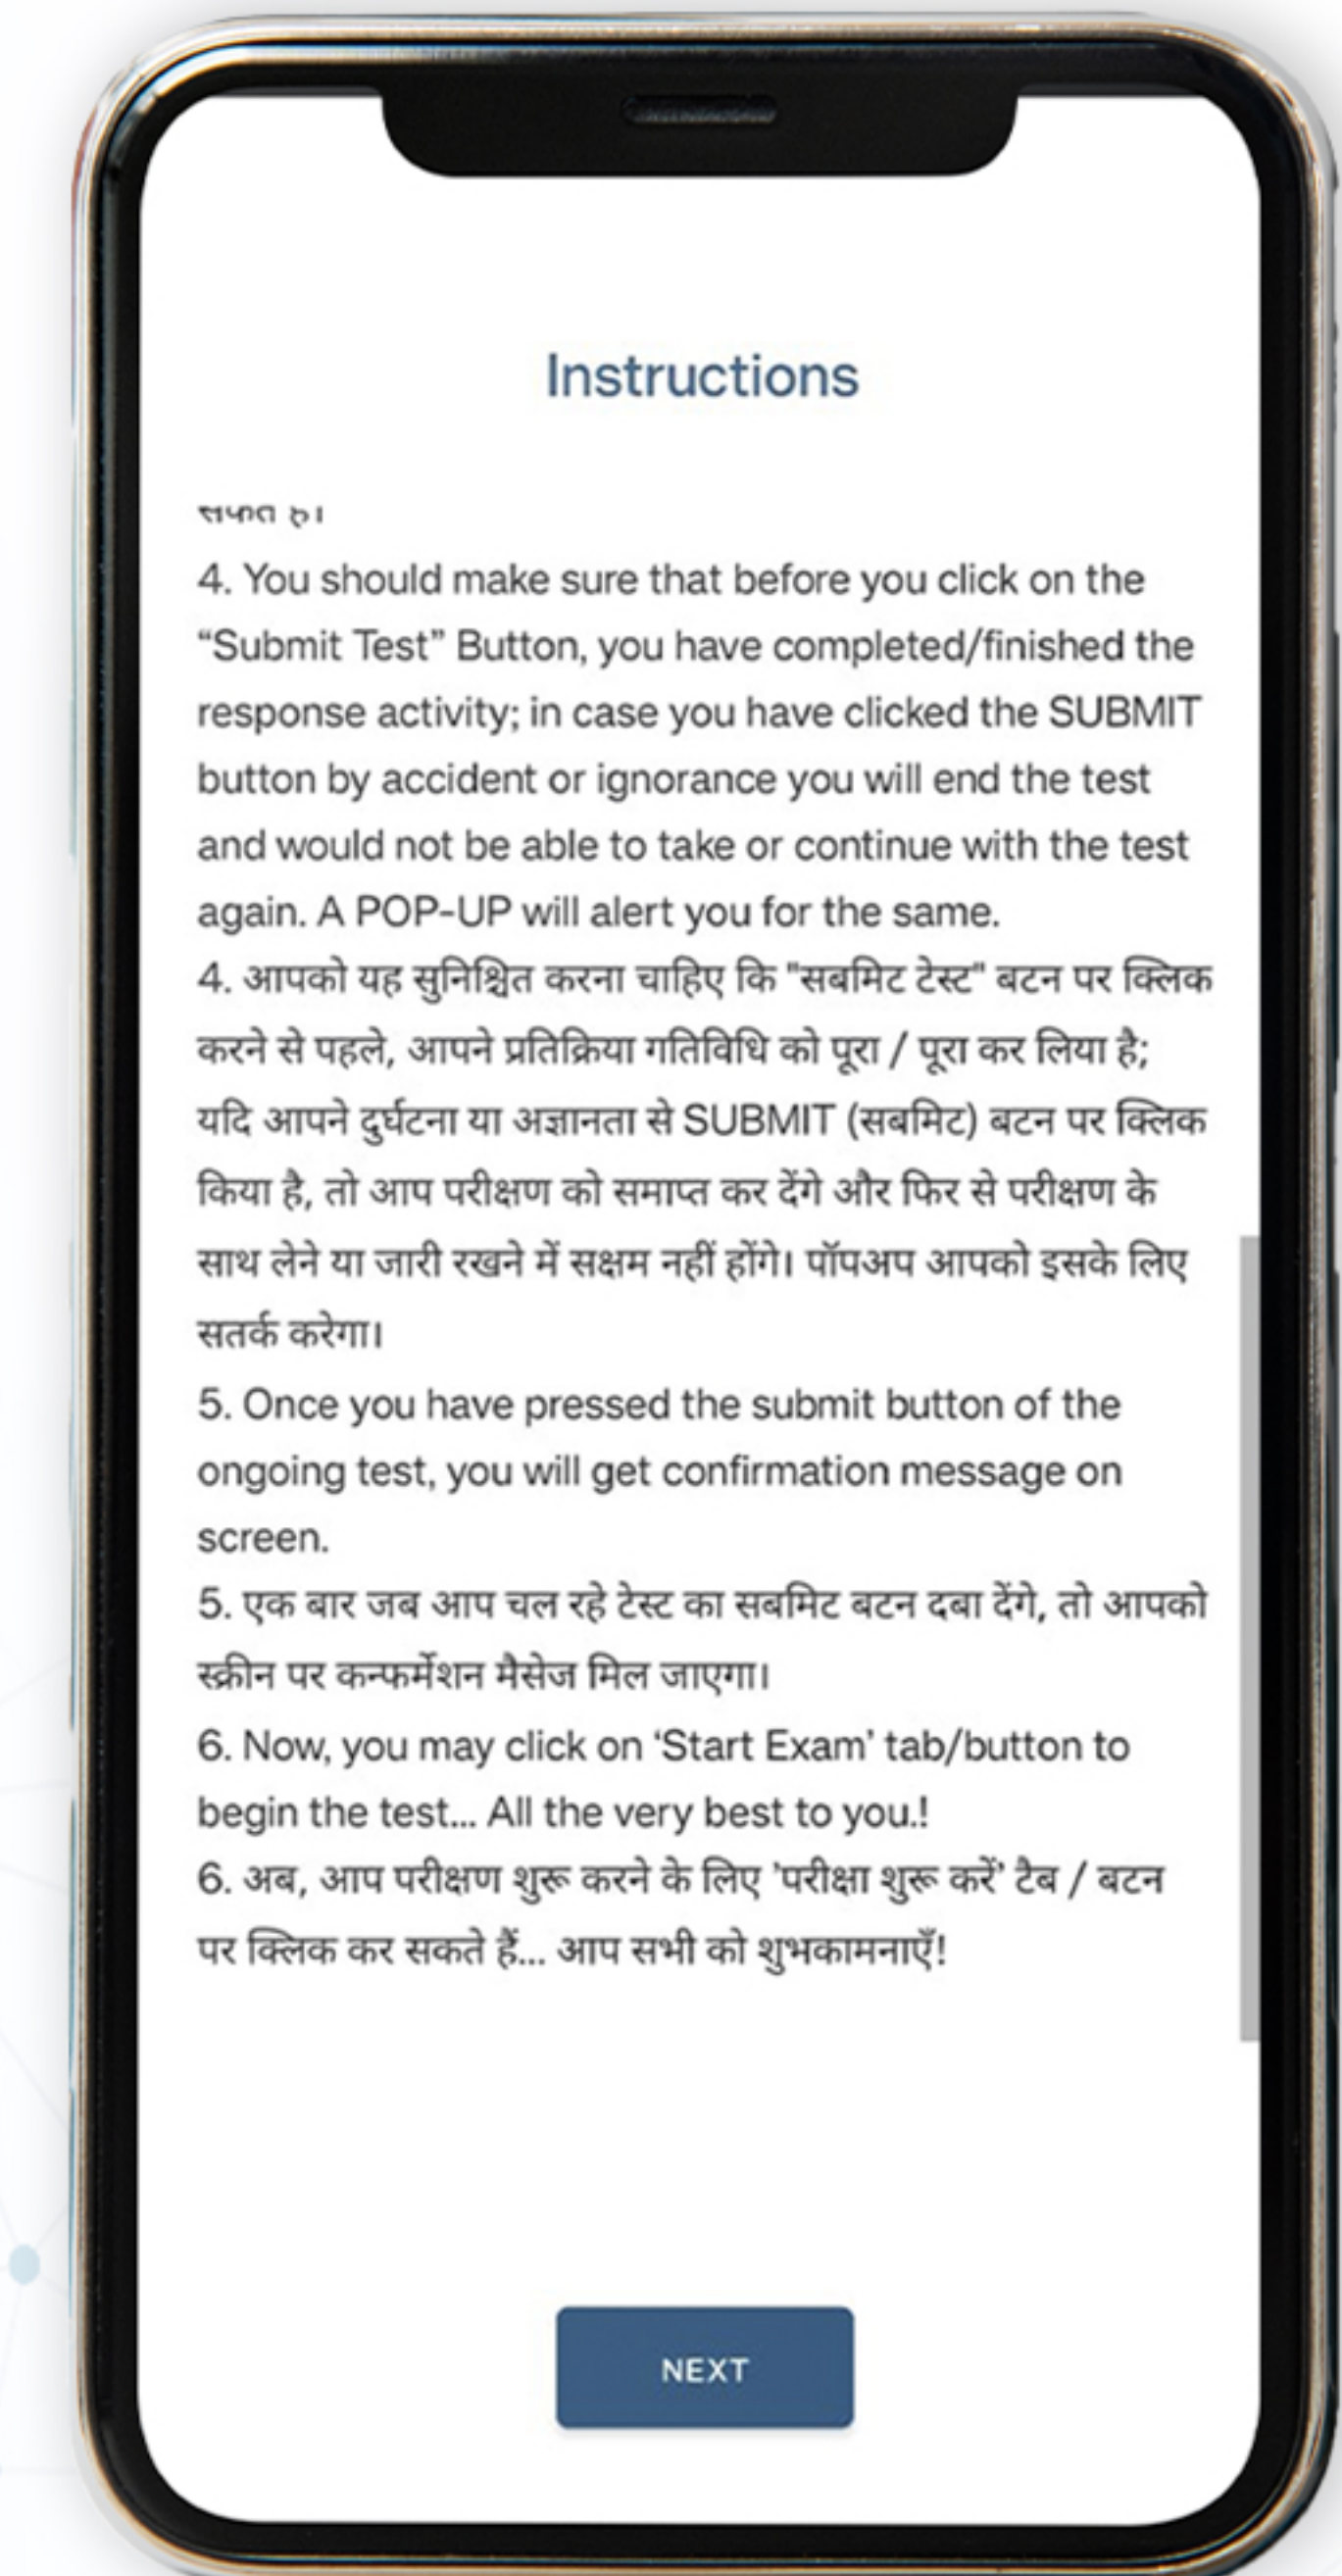 Instructions
4. You should make sure that before you click on the
“Submit Test” Button, you have completed/finished the
response activity; in case you have clicked the SUBMIT
button by accident or ignorance you will end the test
and would not be able to take or continue with the test
again. A POP-UP will alert you for the same.
4. आपको यह सुनिश्चित करना चाहिए कि "सबमिट टेस्ट" बटन पर क्लिक
करने से पहले, आपने प्रतिक्रिया गतिविधि को पूरा / पूरा कर लिया है;
यदि आपने दुर्घटना या अज्ञानता से SUBMIT (सबमिट) बटन पर क्लिक
किया है, तो आप परीक्षण को समाप्त कर देंगे और फिर से परीक्षण के
साथ लेने या जारी रखने में सक्षम नहीं होंगे। पॉपअप आपको इसके लिए
सतर्क करेगा।
5. Once you have pressed the submit button of the
ongoing test, you will get confirmation message on
screen.
5. एक बार जब आप चल रहे टेस्ट का सबमिट बटन दबा देंगे, तो आपको
स्क्रीन पर कन्फर्मेशन मैसेज मिल जाएगा।
6. Now, you may click on ‘Start Exam’ tab/button to
begin the test... All the very best to you.!
6. अब, आप परीक्षण शुरू करने के लिए 'परीक्षा शुरू करें' टैब / बटन
पर क्लिक कर सकते हैं... आप सभी को शुभकामनाएँ!
NEXT